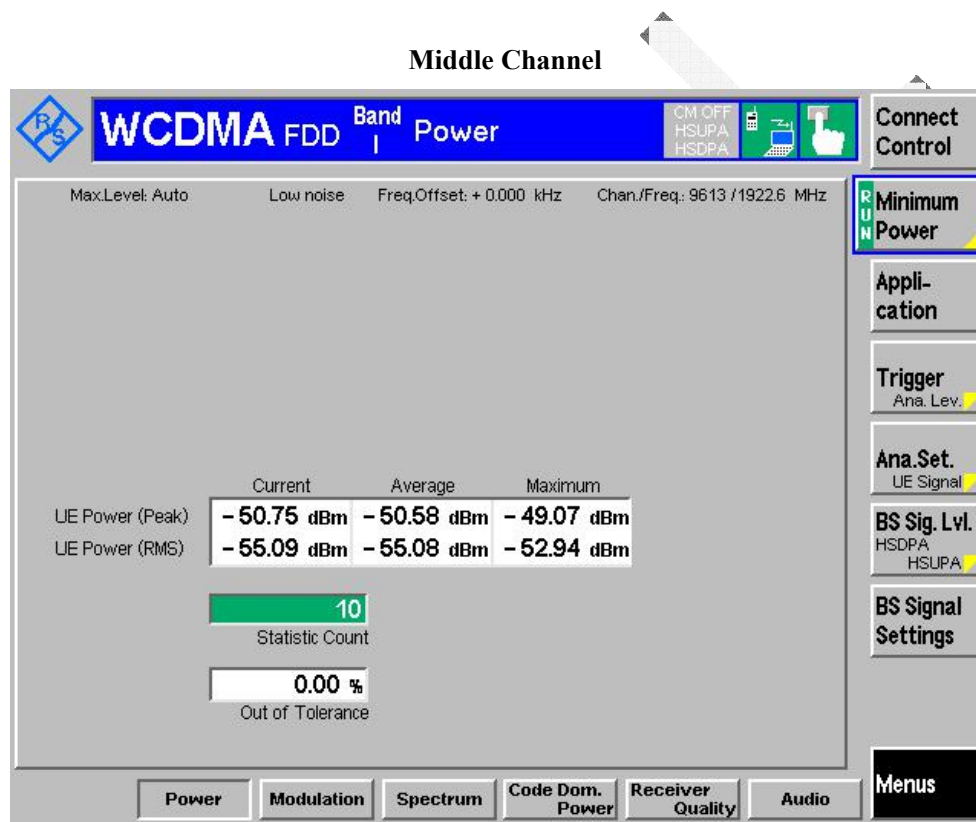 Middle Channel
R/S
WCDMA FDD Band I Power
CM OFF
HSUPA
HSDPA
Connect Control
Max.Level: Auto Low noise Freq.Offset: + 0.000 kHz Chan./Freq.: 9613 / 1922.6 MHz
RUN
Minimum Power
Appli-
cation
Trigger
Ana. Lev.
Ana.Set.
UE Signal
Current Average Maximum
UE Power (Peak) – 50.75 dBm – 50.58 dBm – 49.07 dBm
UE Power (RMS) – 55.09 dBm – 55.08 dBm – 52.94 dBm
BS Sig. Lvl.
HSDPA
HSUPA
10
Statistic Count
BS Signal
Settings
0.00 %
Out of Tolerance
Power Modulation Spectrum Code Dom. Power Receiver Quality Audio
Menus